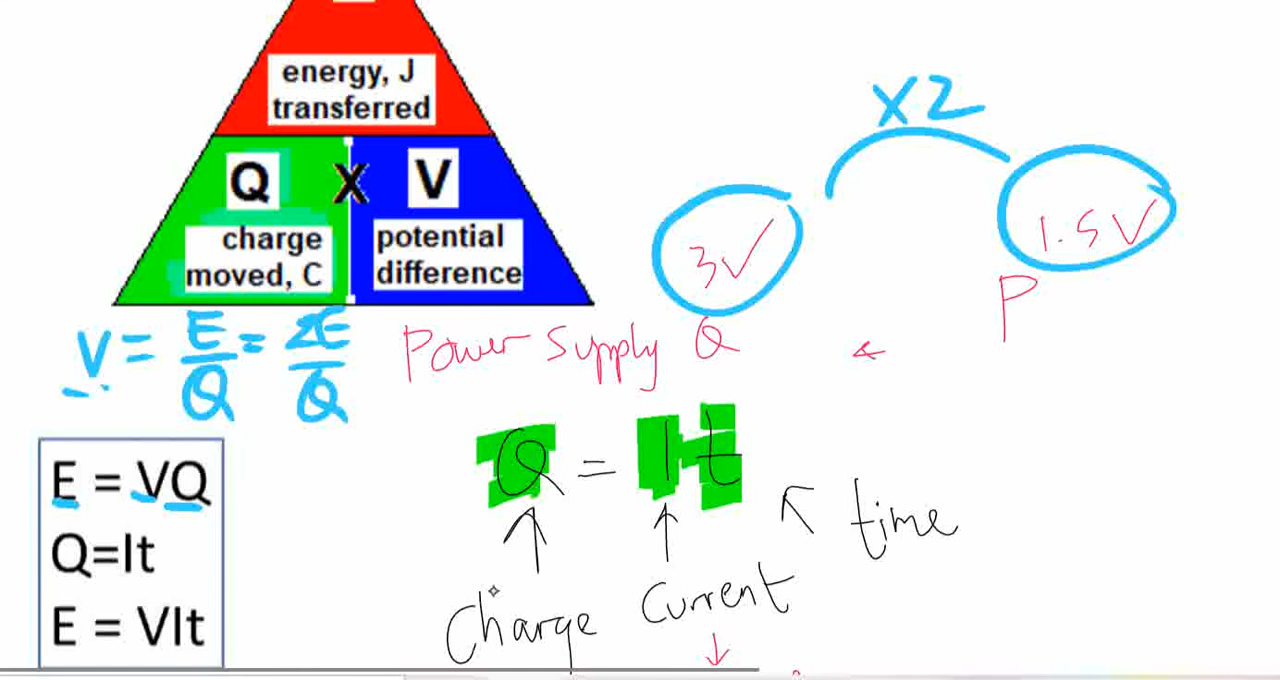 energy, J
transferred
Q X V
charge
moved, C
potential
difference
X2
3V
1.5V
P
V = E/Q = 2E/Q
Power Supply Q
E = VQ
Q=It
E = VIt
Q = It
time
Charge
Current